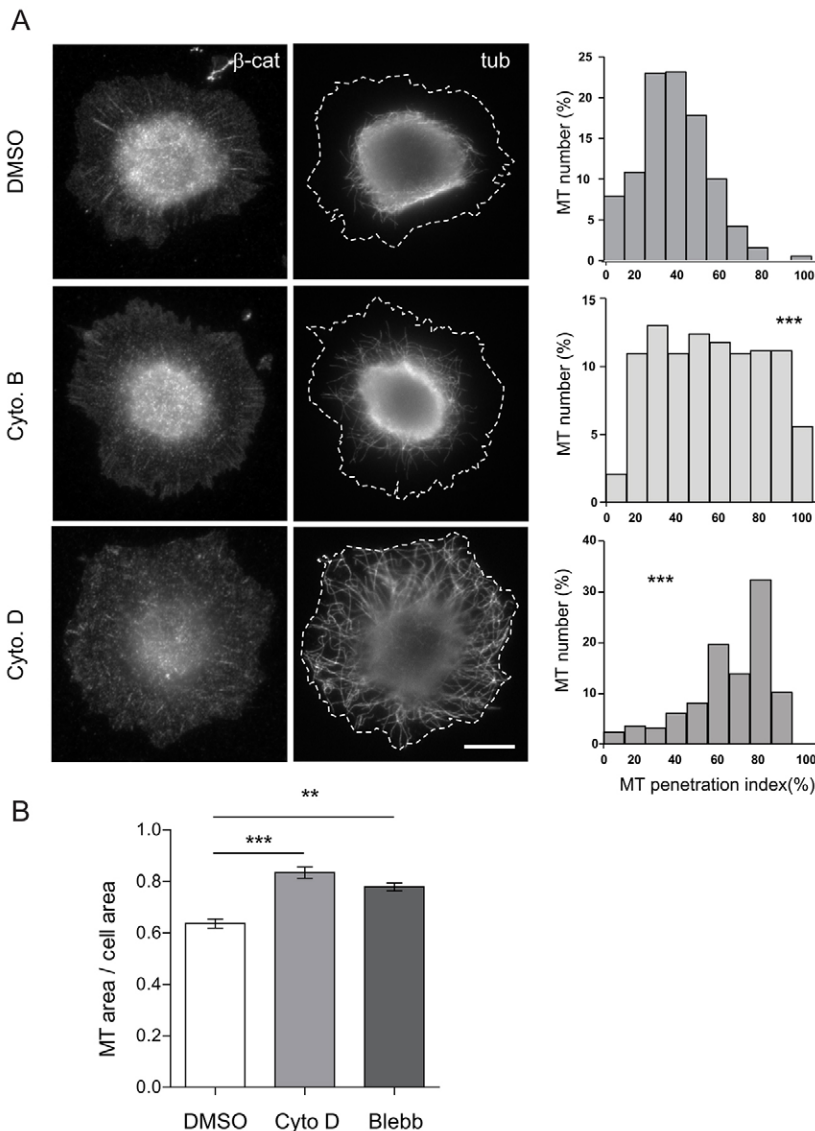 A
β-cat
tub
DMSO
MT number (%)
25
20
15
10
5
0
0 20 40 60 80 100
Cyto. B
MT number (%)
15
10
5
0
***
0 20 40 60 80 100
Cyto. D
MT number (%)
40
30
20
10
0
***
0 20 40 60 80 100
MT penetration index(%)
B
MT area / cell area
1.0
0.8
0.6
0.4
0.2
0.0
**
***
DMSO Cyto D Blebb